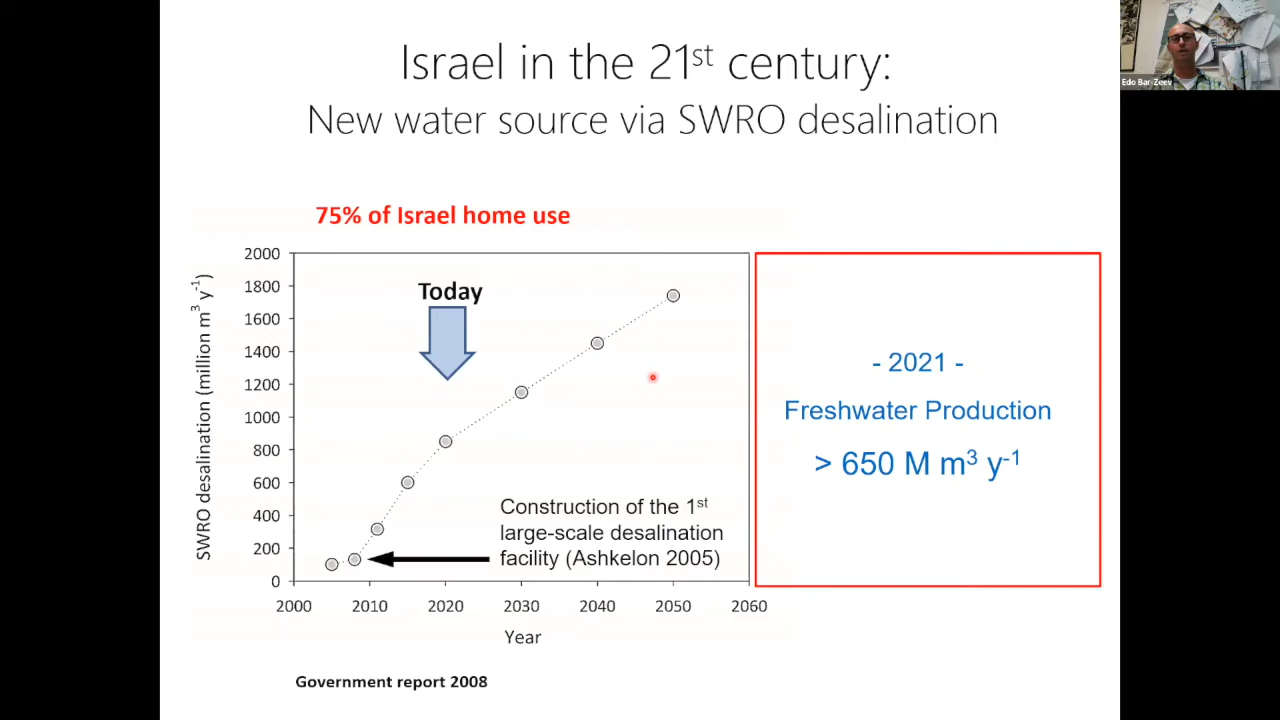 Israel in the 21st century:
New water source via SWRO desalination
Edo Bar-Zeev
75% of Israel home use
SWRO desalination (million m3 y-1)
2000
1800
1600
1400
1200
1000
800
600
400
200
0
Today
Construction of the 1st
large-scale desalination
facility (Ashkelon 2005)
2000 2010 2020 2030 2040 2050 2060
Year
- 2021 -
Freshwater Production
> 650 M m3 y-1
Government report 2008